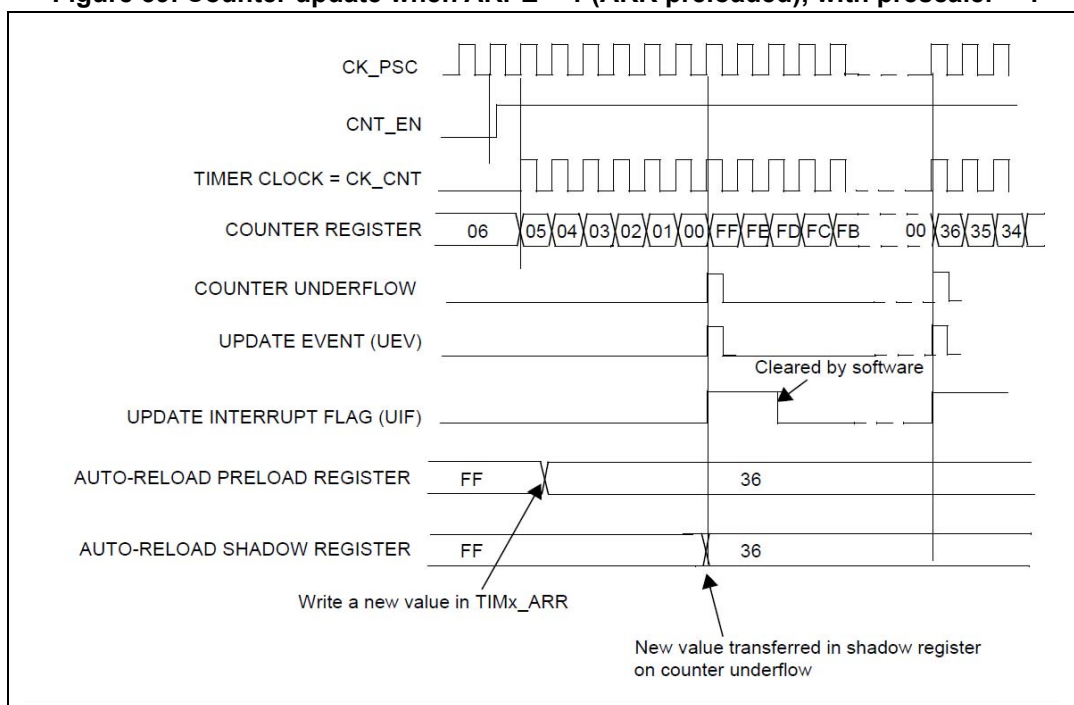 CK_PSC
CNT_EN
TIMER CLOCK = CK_CNT
COUNTER REGISTER 06 05 04 03 02 01 00 FF FE FD FC FB 00 36 35 34
COUNTER UNDERFLOW
UPDATE EVENT (UEV)
Cleared by software
UPDATE INTERRUPT FLAG (UIF)
AUTO-RELOAD PRELOAD REGISTER FF 36
AUTO-RELOAD SHADOW REGISTER FF 36
Write a new value in TIMx_ARR
New value transferred in shadow register
on counter underflow